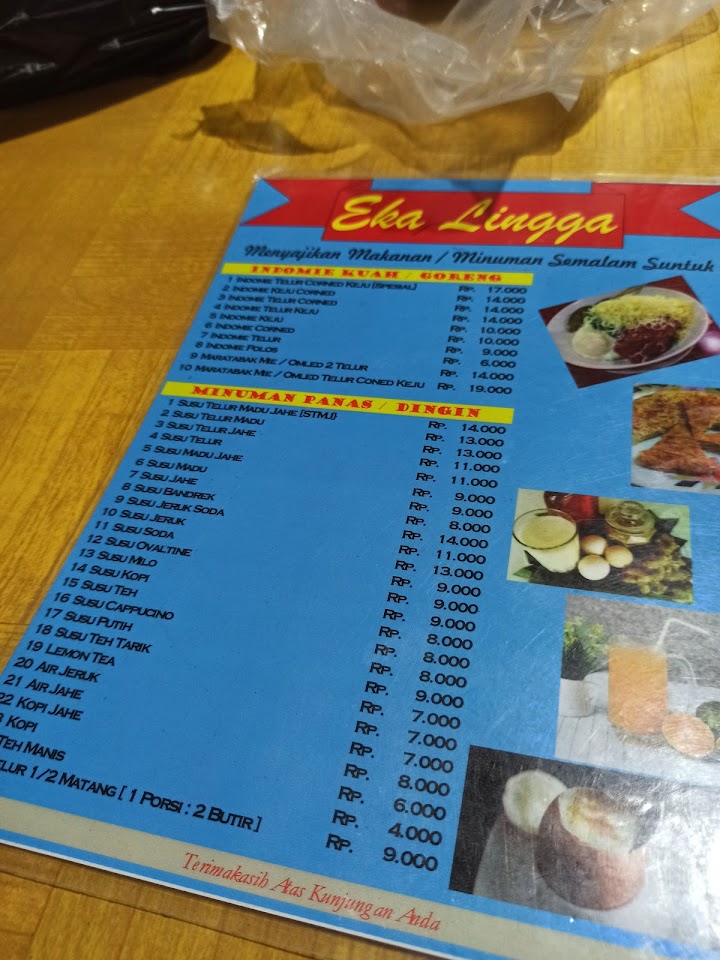 Eka Lingga
Menyajikan Makanan / Minuman Semalam Suntuk
INDOMIE KUAH / GORENG
1 Indomie Telur Corned Keju [Spesial] Rp. 17.000
2 Indomie Keju Corned Rp. 14.000
3 Indomie Telur Corned Rp. 14.000
4 Indomie Telur Keju Rp. 14.000
5 Indomie Keju Rp. 10.000
6 Indomie Corned Rp. 10.000
7 Indomie Telur Rp. 9.000
8 Indomie Polos Rp. 6.000
9 Maratabak Mie / Omled 2 Telur Rp. 14.000
10 Maratabak Mie / Omled Telur Coned Keju Rp. 19.000
MINUMAN PANAS / DINGIN
1 Susu Telur Madu Jahe [STMJ] Rp. 14.000
2 Susu Telur Madu Rp. 13.000
3 Susu Telur Jahe Rp. 13.000
4 Susu Telur Rp. 11.000
5 Susu Madu Jahe Rp. 11.000
6 Susu Madu Rp. 9.000
7 Susu Jahe Rp. 9.000
8 Susu Bandrek Rp. 8.000
9 Susu Jeruk Soda Rp. 14.000
10 Susu Jeruk Rp. 11.000
11 Susu Soda Rp. 13.000
12 Susu Ovaltine Rp. 9.000
13 Susu Milo Rp. 9.000
14 Susu Kopi Rp. 9.000
15 Susu Teh Rp. 8.000
16 Susu Cappucino Rp. 8.000
17 Susu Putih Rp. 8.000
18 Susu Teh Tarik Rp. 9.000
19 Lemon Tea Rp. 7.000
20 Air Jeruk Rp. 7.000
21 Air Jahe Rp. 7.000
22 Kopi Jahe Rp. 8.000
Kopi Rp. 6.000
Teh Manis Rp. 4.000
elur 1/2 Matang [ 1 Porsi : 2 Butir ] Rp. 9.000
Terimakasih Atas Kunjungan Anda